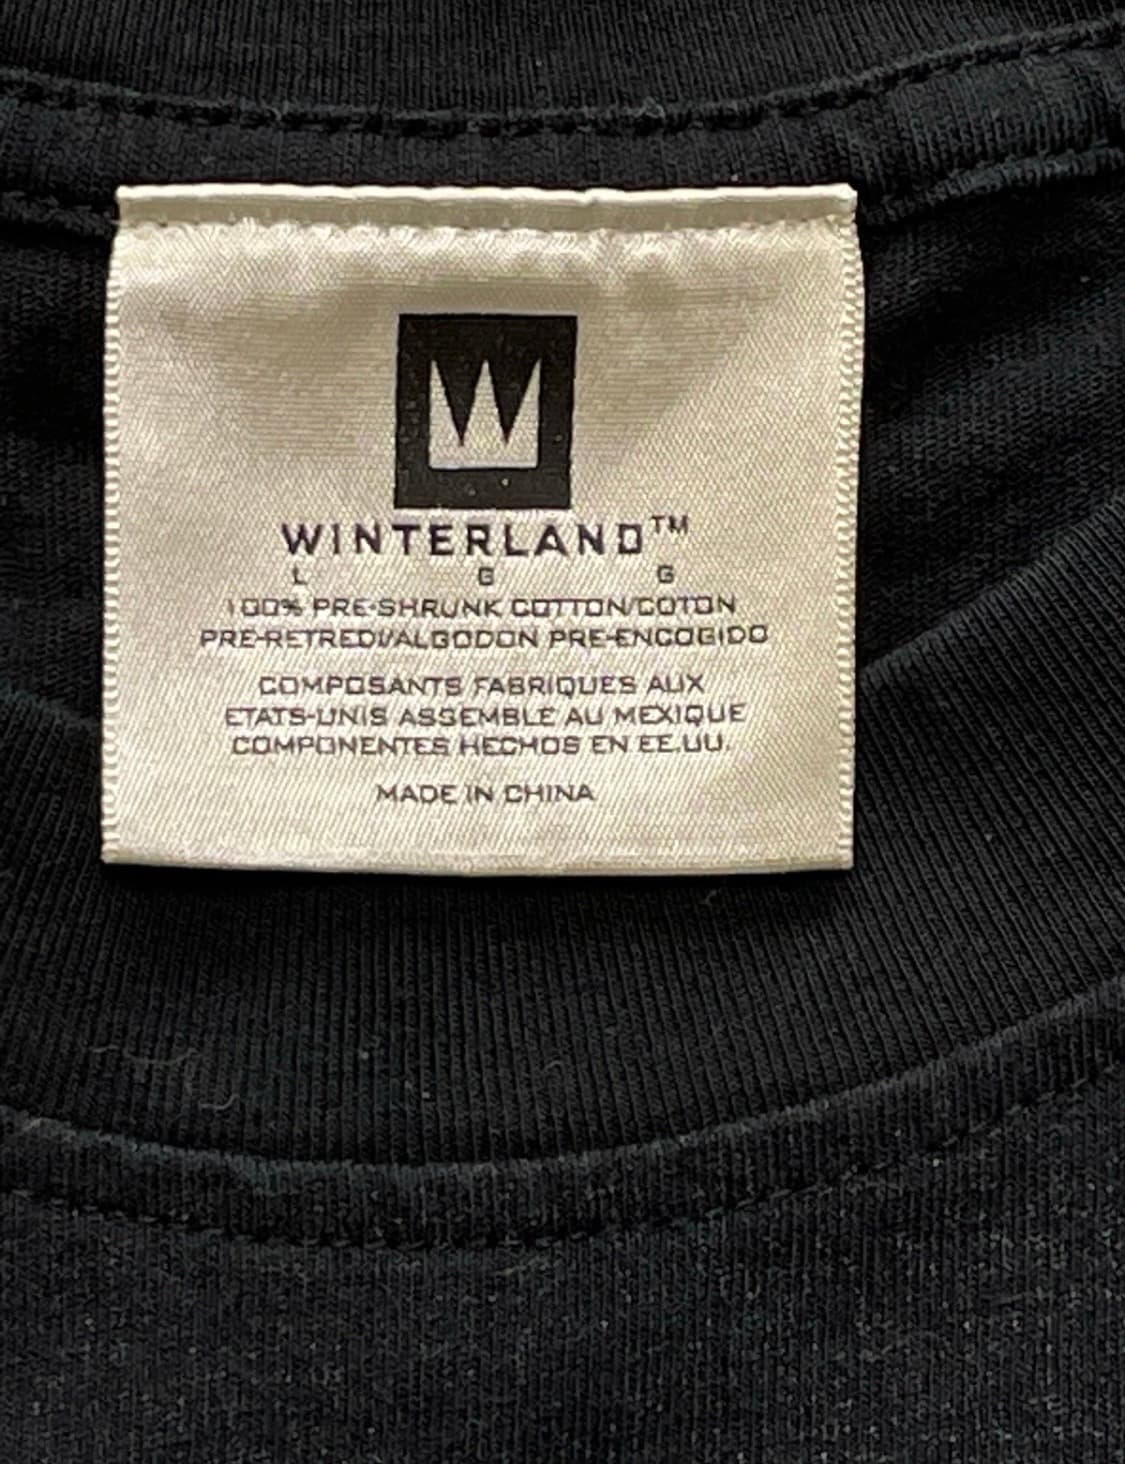 WINTERLAND™
L G G
100% PRE-SHRUNK COTTON/COTON
PRE-RETREDI/ALGODON PRE-ENCOGIDO
COMPOSANTS FABRIQUES AUX
ETATS-UNIS ASSEMBLE AU MEXIQUE
COMPONENTES HECHOS EN EE.UU.
MADE IN CHINA